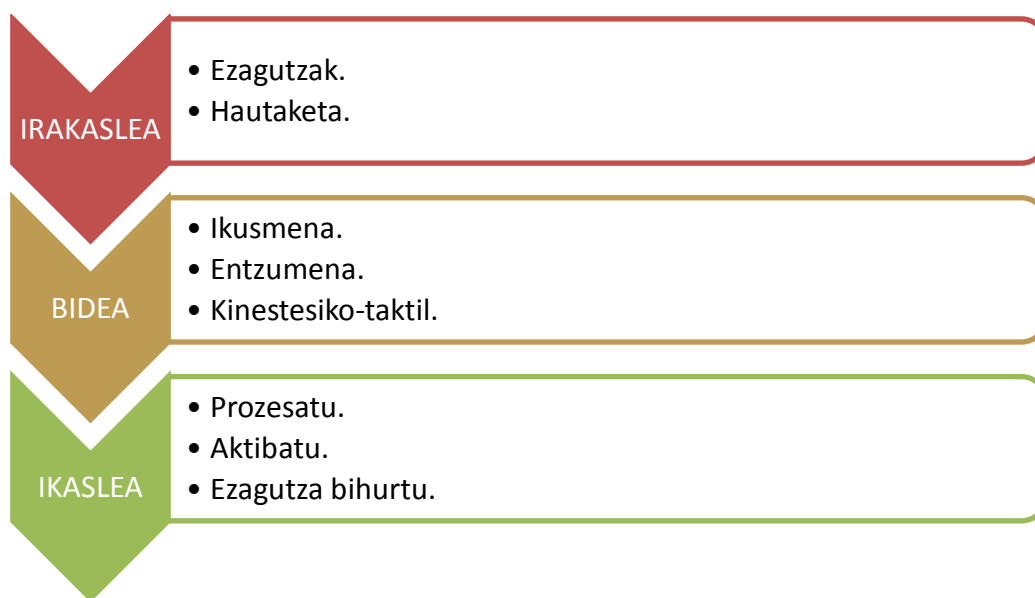 IRAKASLEA
• Ezagutzak.
• Hautaketa.
BIDEA
• Ikusmena.
• Entzumena.
• Kinestesiko-taktil.
IKASLEA
• Prozesatu.
• Aktibatu.
• Ezagutza bihurtu.